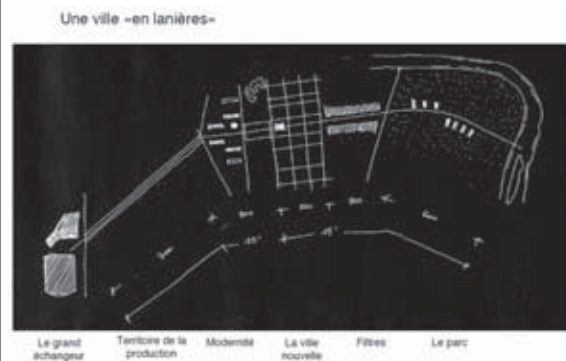 Une ville «en lanières»
Le grand échangeur
Territoire de la production
Modernité
La ville nouvelle
Filtres
Le parc